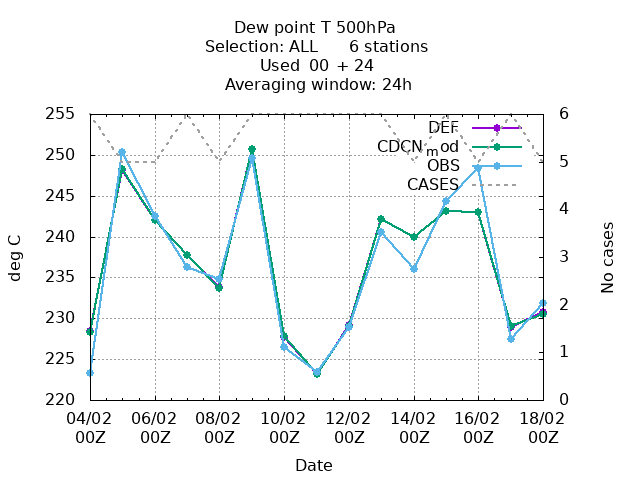 Dew point T 500hPa
Selection: ALL 6 stations
Used 00 + 24
Averaging window: 24h
255
250
245
240
235
230
225
220
deg C
6
5
4
3
2
1
0
No cases
DEF
CDCN_mod
OBS
CASES
04/02 06/02 08/02 10/02 12/02 14/02 16/02 18/02
00Z 00Z 00Z 00Z 00Z 00Z 00Z 00Z
Date